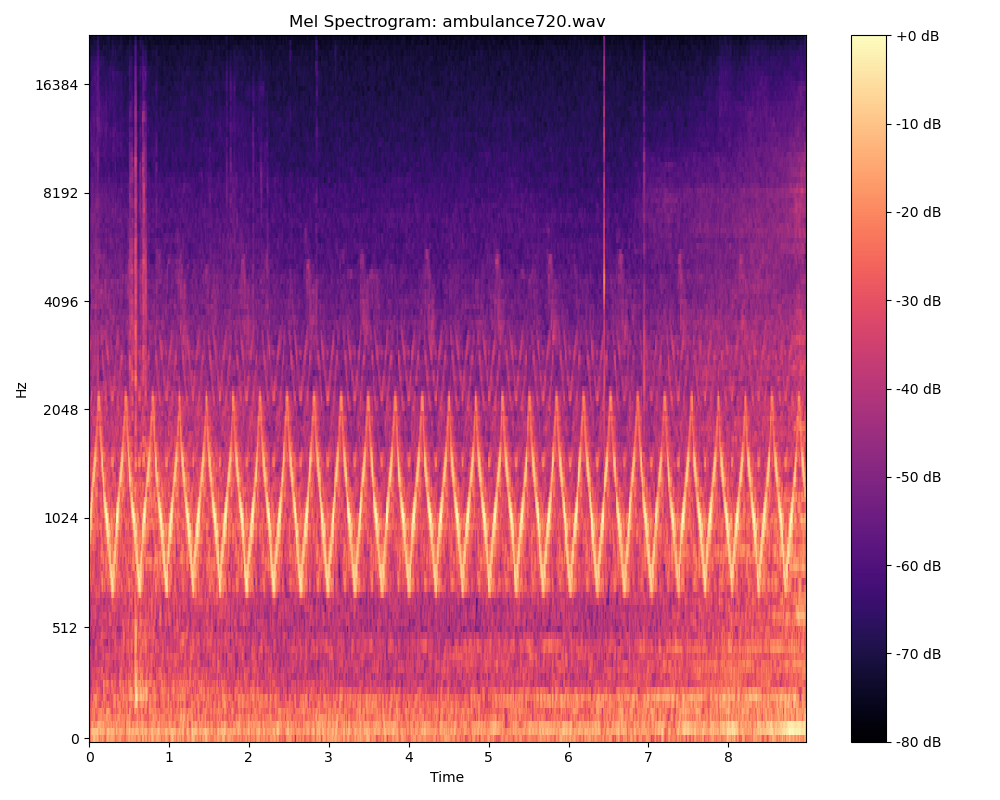 Mel Spectrogram: ambulance720.wav
Hz
16384
8192
4096
2048
1024
512
0
0 1 2 3 4 5 6 7 8
Time
+0 dB
-10 dB
-20 dB
-30 dB
-40 dB
-50 dB
-60 dB
-70 dB
-80 dB